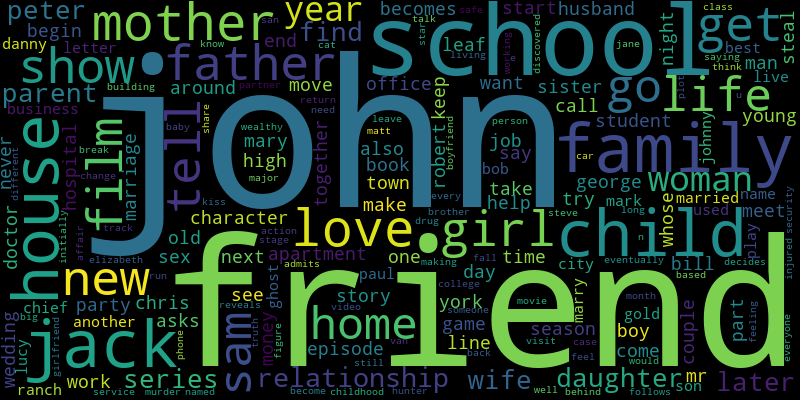 peter
mother
year
becomes
start
husband
school
get
steal
class
safe
san
talk
star
danny
begin
letter
end
find
leaf
know
cat
show
father
living
working
e
discovered
jane
saying
think
night
best
man
live
parent
building
around
move
office
want
sister
go
life
business
partner
return
need
keep
call
plot
u
young
john
share
wealthy
matt
leave
person
boyfriend
robert
student
johnny
car
family
never
different
house
hospital
film
break
change
marriage
tell
baby
mary
high
major
together
also
book
town
every
job
say
bob
take
help
george
woman
doctor
initially
affair
track
kiss
character
make
brother
drug
try
mark
long
whose
married
used
name
meet
play
injured security
old
action
stage
love
girl
steve
child
elizabeth
sex
next
apartment
admits
one
making
fall
time
city
eventually
bill
based
decides
new
run
reveals
see
ghost
paul
day
college
friend
wedding
big
chief
party
chris
truth
story
york
someone
movie
marry
month
gold
part
feeling
everyone
jack
another
asks
phone
sam
money
figure
home
video
van
game
line
back
season
visit
case
feel
boy
come
would
couple
lucy
girlfriend
episode
still
ranch
work
service
series
murder
named
relationship
become
childhood
hunter
wife
well
behind
daughter
follows
son
mr
later